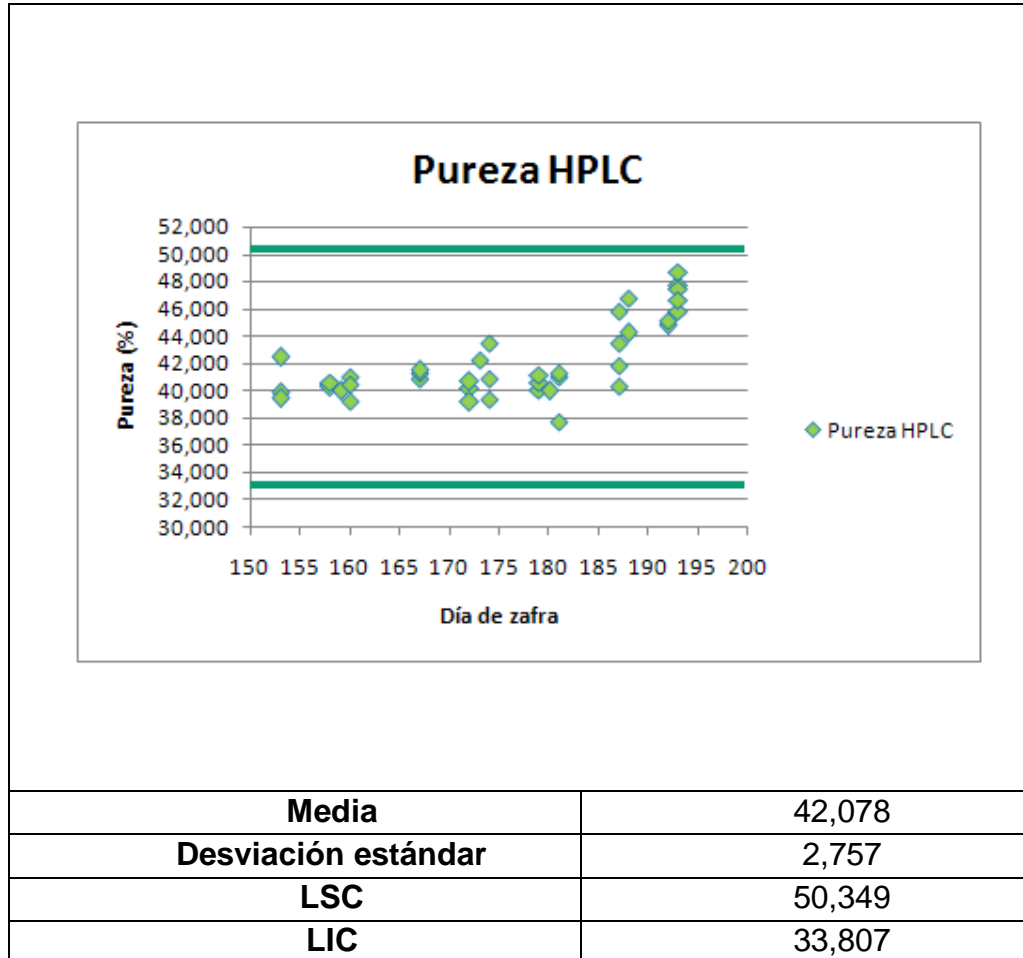 Pureza HPLC
52,000
50,000
48,000
46,000
44,000
42,000
40,000
38,000
36,000
34,000
32,000
30,000
Pureza (%)
150 155 160 165 170 175 180 185 190 195 200
Día de zafra
Pureza HPLC
Media 42,078
Desviación estándar 2,757
LSC 50,349
LIC 33,807